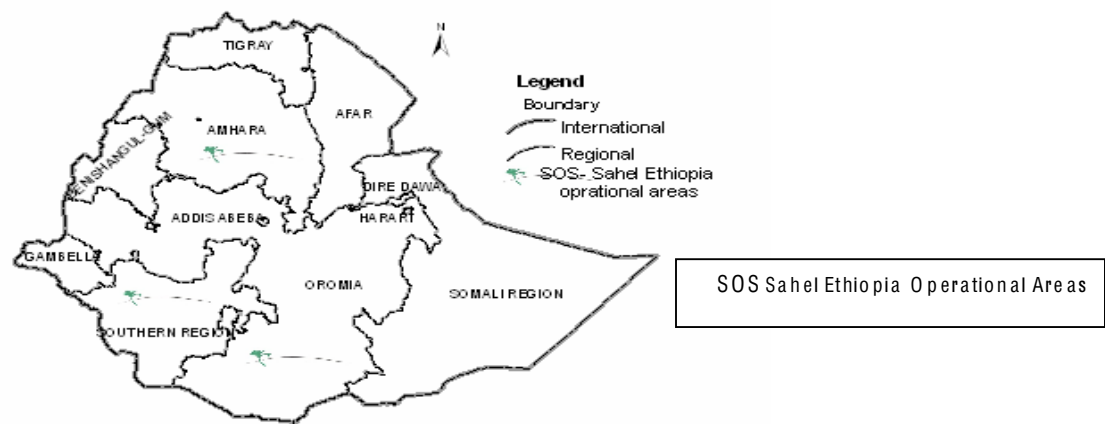 N
TIGRAY
Legend
Boundary
International
Regional
SOS- Sahel Ethiopia
oprational areas
AFAR
AMHARA
ENISHANGUL-GUM
DIRE DAWA
ADDIS ABEBA
HARARI
GAMBELLA
OROMIA
SOMALI REGION
SOUTHERN REGION
SOS Sahel Ethiopia Operational Areas